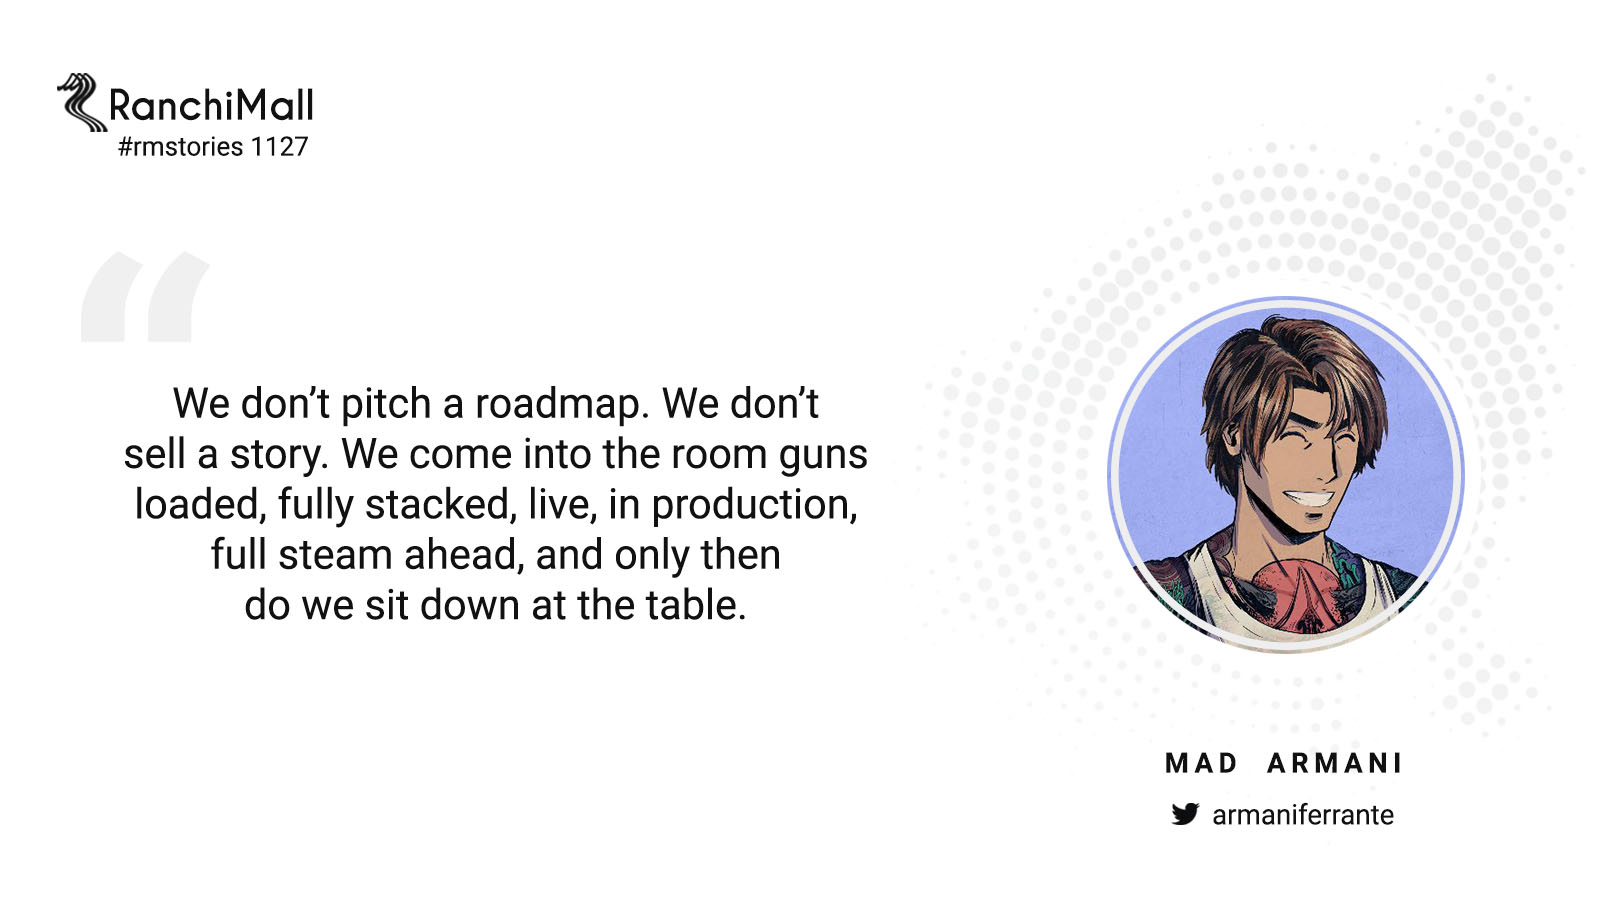 RanchiMall
#rmstories 1127
“
We don’t pitch a roadmap. We don’t
sell a story. We come into the room guns
loaded, fully stacked, live, in production,
full steam ahead, and only then
do we sit down at the table.
MAD ARMANI
armaniferrante